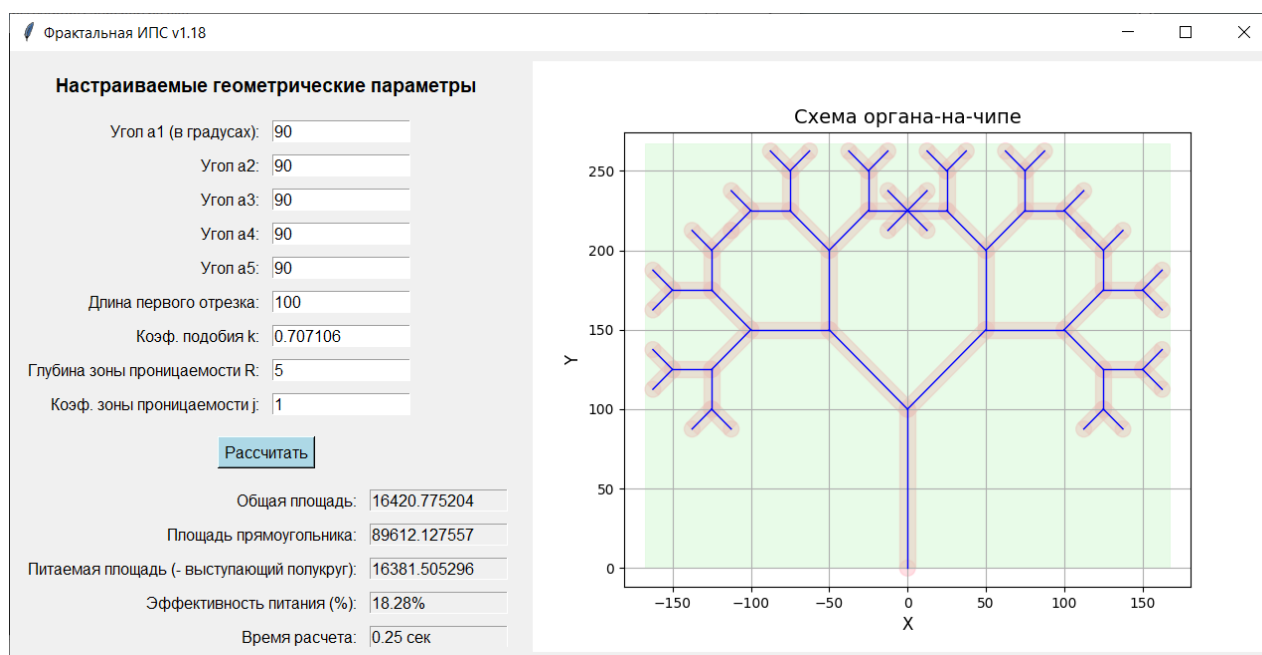 Фрактальная ИПС v1.18
Настраиваемые геометрические параметры
Угол a1 (в градусах): 90
Угол a2: 90
Угол a3: 90
Угол a4: 90
Угол a5: 90
Длина первого отрезка: 100
Коэф. подобия k: 0.707106
Глубина зоны проницаемости R: 5
Коэф. зоны проницаемости j: 1
Рассчитать
Общая площадь: 16420.775204
Площадь прямоугольника: 89612.127557
Питаемая площадь (- выступающий полукруг): 16381.505296
Эффективность питания (%): 18.28%
Время расчета: 0.25 сек
Схема органа-на-чипе
250
200
150
100
50
0
Y
−150 −100 −50 0 50 100 150
X